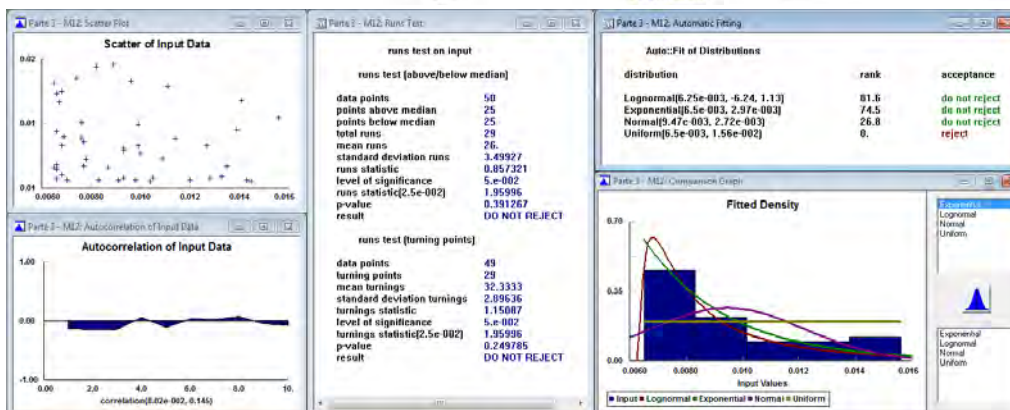 Parte 3 - M12: Scatter Plot
Scatter of Input Data
0.02
0.01
0.01
0.0060 0.0080 0.010 0.012 0.014 0.016
Parte 3 - M12: Autocorrelation of Input Data
Autocorrelation of Input Data
1.00
0.00
-1.00
0.00 2.0 4.0 6.0 8.0 10.
correlation(8.02e-002, 0.145)
Parte 3 - M12: Runs Test
runs test on input
runs test (above/below median)
data points 50
points above median 25
points below median 25
total runs 29
mean runs 26.
standard deviation runs 3.49927
runs statistic 0.857321
level of significance 5.e-002
runs statistic(2.5e-002) 1.95996
p-value 0.391267
result DO NOT REJECT
runs test (turning points)
data points 49
turning points 29
mean turnings 32.3333
standard deviation turnings 2.89636
turnings statistic 1.15087
level of significance 5.e-002
turnings statistic(2.5e-002) 1.95996
p-value 0.249785
result DO NOT REJECT
Parte 3 - M12: Automatic Fitting
Auto::Fit of Distributions
distribution rank acceptance
Lognormal(6.25e-003, -6.24, 1.13) 81.6 do not reject
Exponential(6.5e-003, 2.97e-003) 74.5 do not reject
Normal(9.47e-003, 2.72e-003) 26.8 do not reject
Uniform(6.5e-003, 1.56e-002) 0. reject
Parte 3 - M12: Comparison Graph
Fitted Density
0.70
0.35
0.00
0.0060 0.0080 0.010 0.012 0.014 0.016
Input Values
Input Lognormal Exponential Normal Uniform
Exponential
Lognormal
Normal
Uniform
Exponential
Lognormal
Normal
Uniform